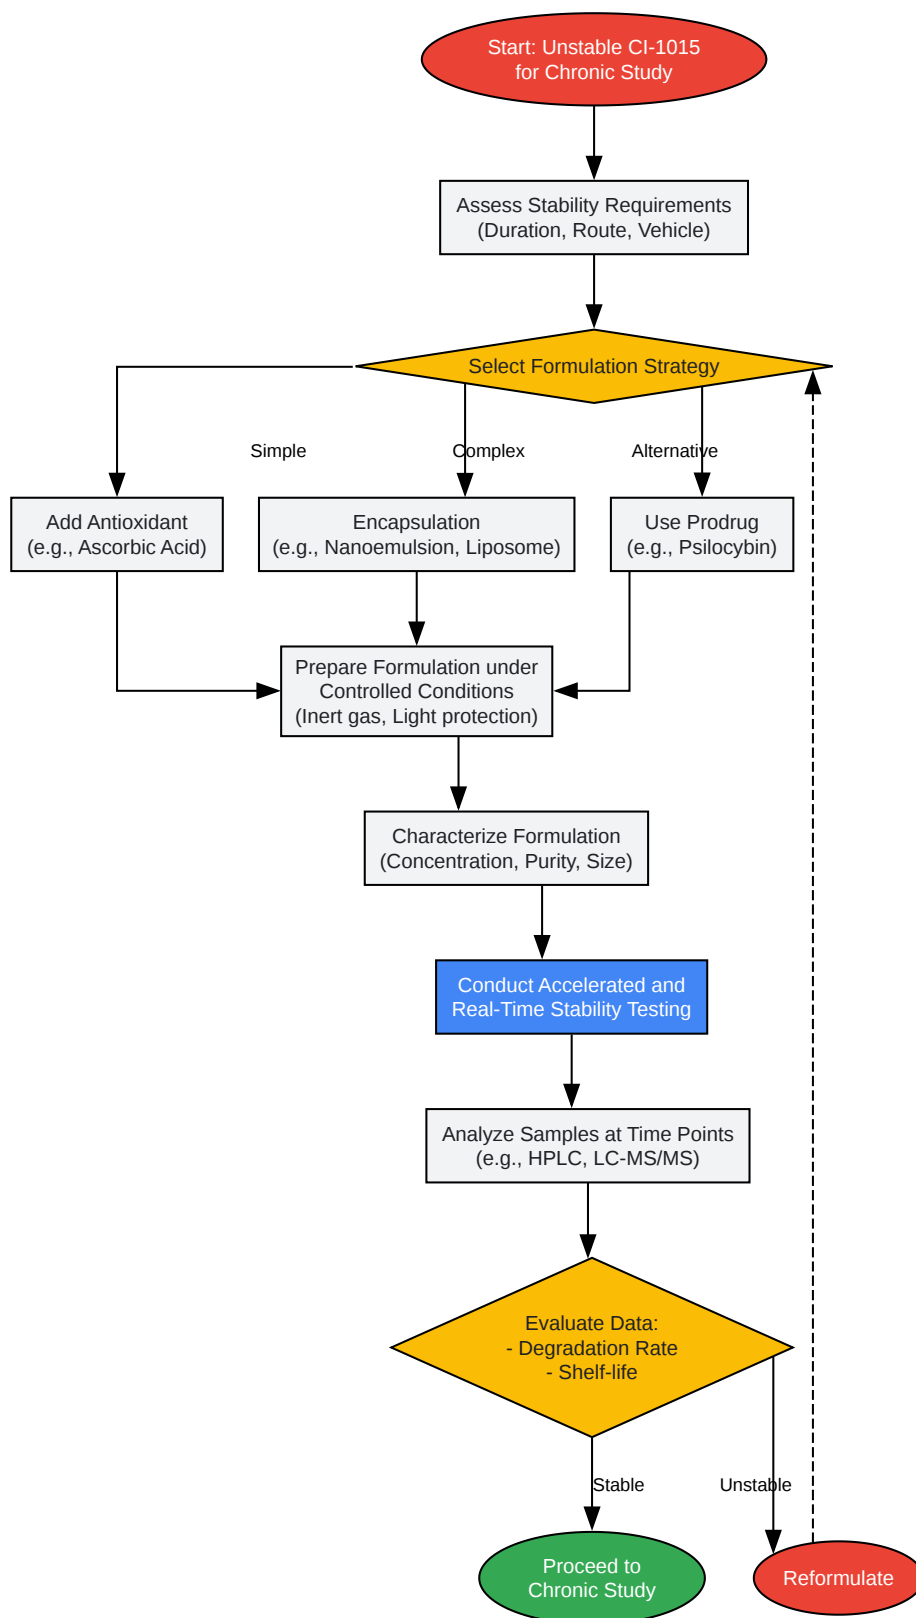 Start: Unstable CI-1015
for Chronic Study
Assess Stability Requirements
(Duration, Route, Vehicle)
Select Formulation Strategy
Simple
Complex
Alternative
Add Antioxidant
(e.g., Ascorbic Acid)
Encapsulation
(e.g., Nanoemulsion, Liposome)
Use Prodrug
(e.g., Psilocybin)
Prepare Formulation under
Controlled Conditions
(Inert gas, Light protection)
Characterize Formulation
(Concentration, Purity, Size)
Conduct Accelerated and
Real-Time Stability Testing
Analyze Samples at Time Points
(e.g., HPLC, LC-MS/MS)
Evaluate Data:
- Degradation Rate
- Shelf-life
Stable
Unstable
Proceed to
Chronic Study
Reformulate